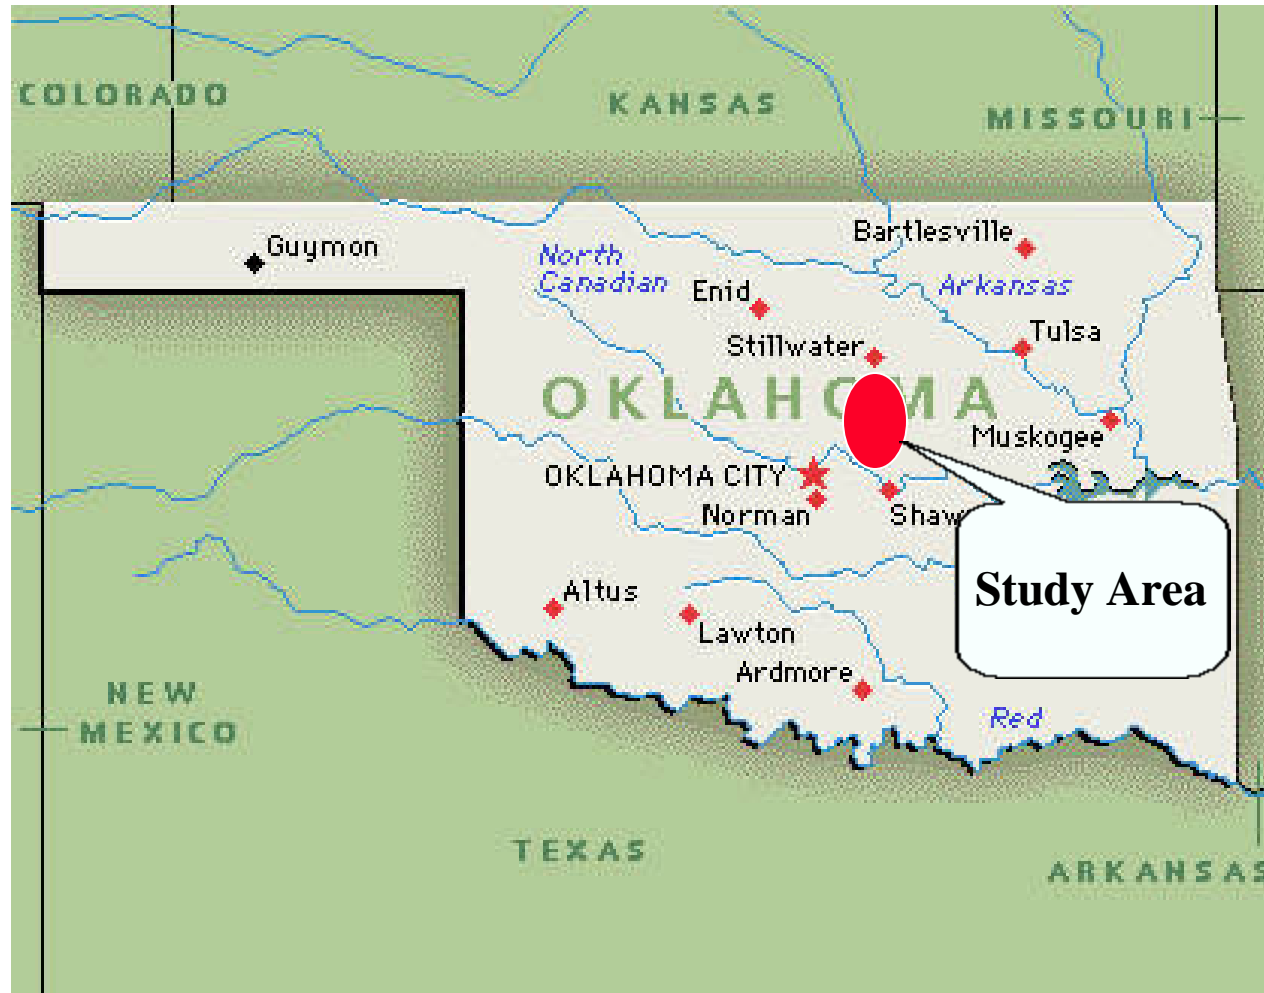 COLORADO
KANSAS
MISSOURI
Guymon
North
Canadian
Bartlesville
Enid
Arkansas
Stillwater
Tulsa
OKLAHOMA
Muskogee
OKLAHOMA CITY
Norman
Shaw
Study Area
Altus
Lawton
Ardmore
Red
NEW
MEXICO
TEXAS
ARKANSAS